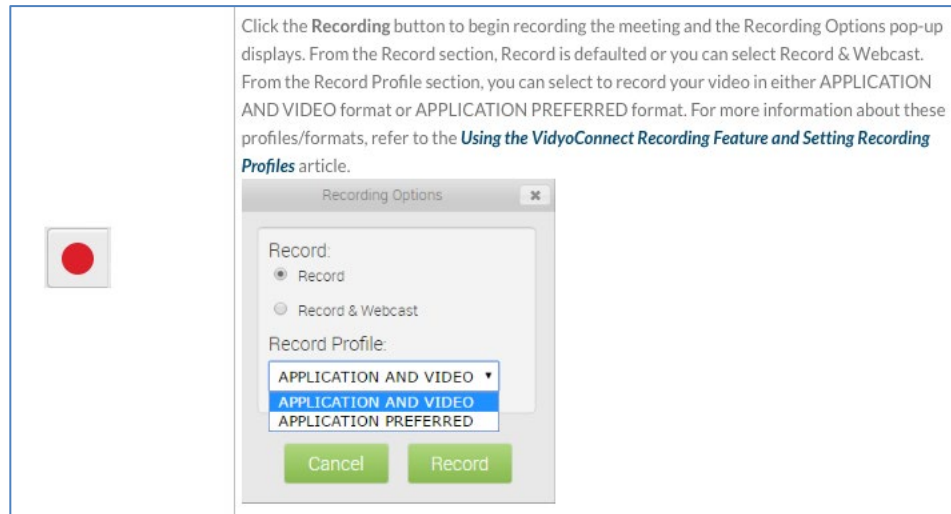 Click the Recording button to begin recording the meeting and the Recording Options pop-up
displays. From the Record section, Record is defaulted or you can select Record & Webcast.
From the Record Profile section, you can select to record your video in either APPLICATION
AND VIDEO format or APPLICATION PREFERRED format. For more information about these
profiles/formats, refer to the Using the VidyoConnect Recording Feature and Setting Recording
Profiles article.
Recording Options
Record:
Record
Record & Webcast
Record Profile:
APPLICATION AND VIDEO
APPLICATION AND VIDEO
APPLICATION PREFERRED
Cancel Record